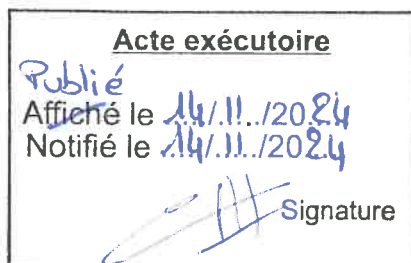 Acte exécutoire
Publié
Affiché le 14/.11../2024
Notifié le 14/.11../2024
Signature